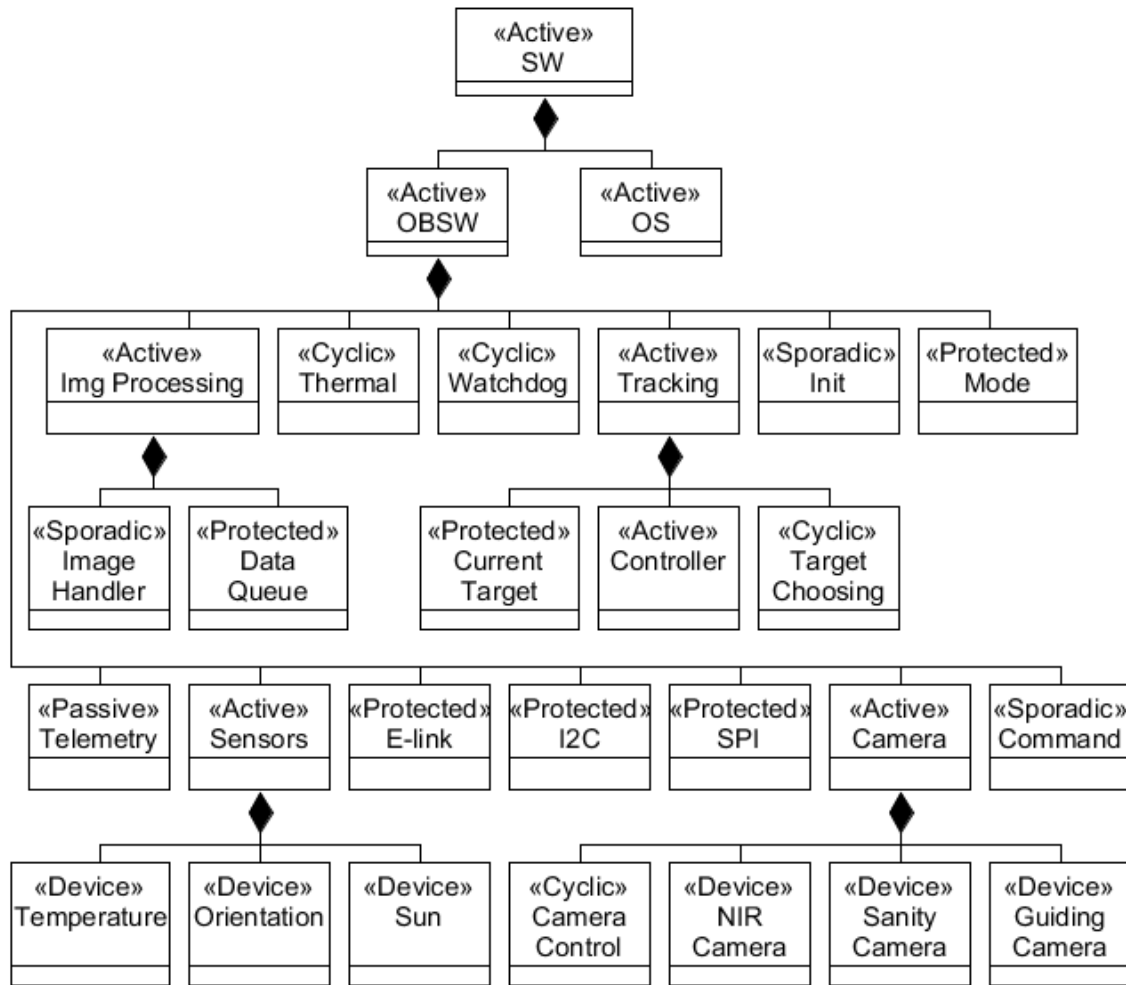 «Active»
SW
«Active»
OBSW
«Active»
OS
«Active»
Img Processing
«Cyclic»
Thermal
«Cyclic»
Watchdog
«Active»
Tracking
«Sporadic»
Init
«Protected»
Mode
«Sporadic»
Image
Handler
«Protected»
Data
Queue
«Protected»
Current
Target
«Active»
Controller
«Cyclic»
Target
Choosing
«Passive»
Telemetry
«Active»
Sensors
«Protected»
E-link
«Protected»
I2C
«Protected»
SPI
«Active»
Camera
«Sporadic»
Command
«Device»
Temperature
«Device»
Orientation
«Device»
Sun
«Cyclic»
Camera
Control
«Device»
NIR
Camera
«Device»
Sanity
Camera
«Device»
Guiding
Camera